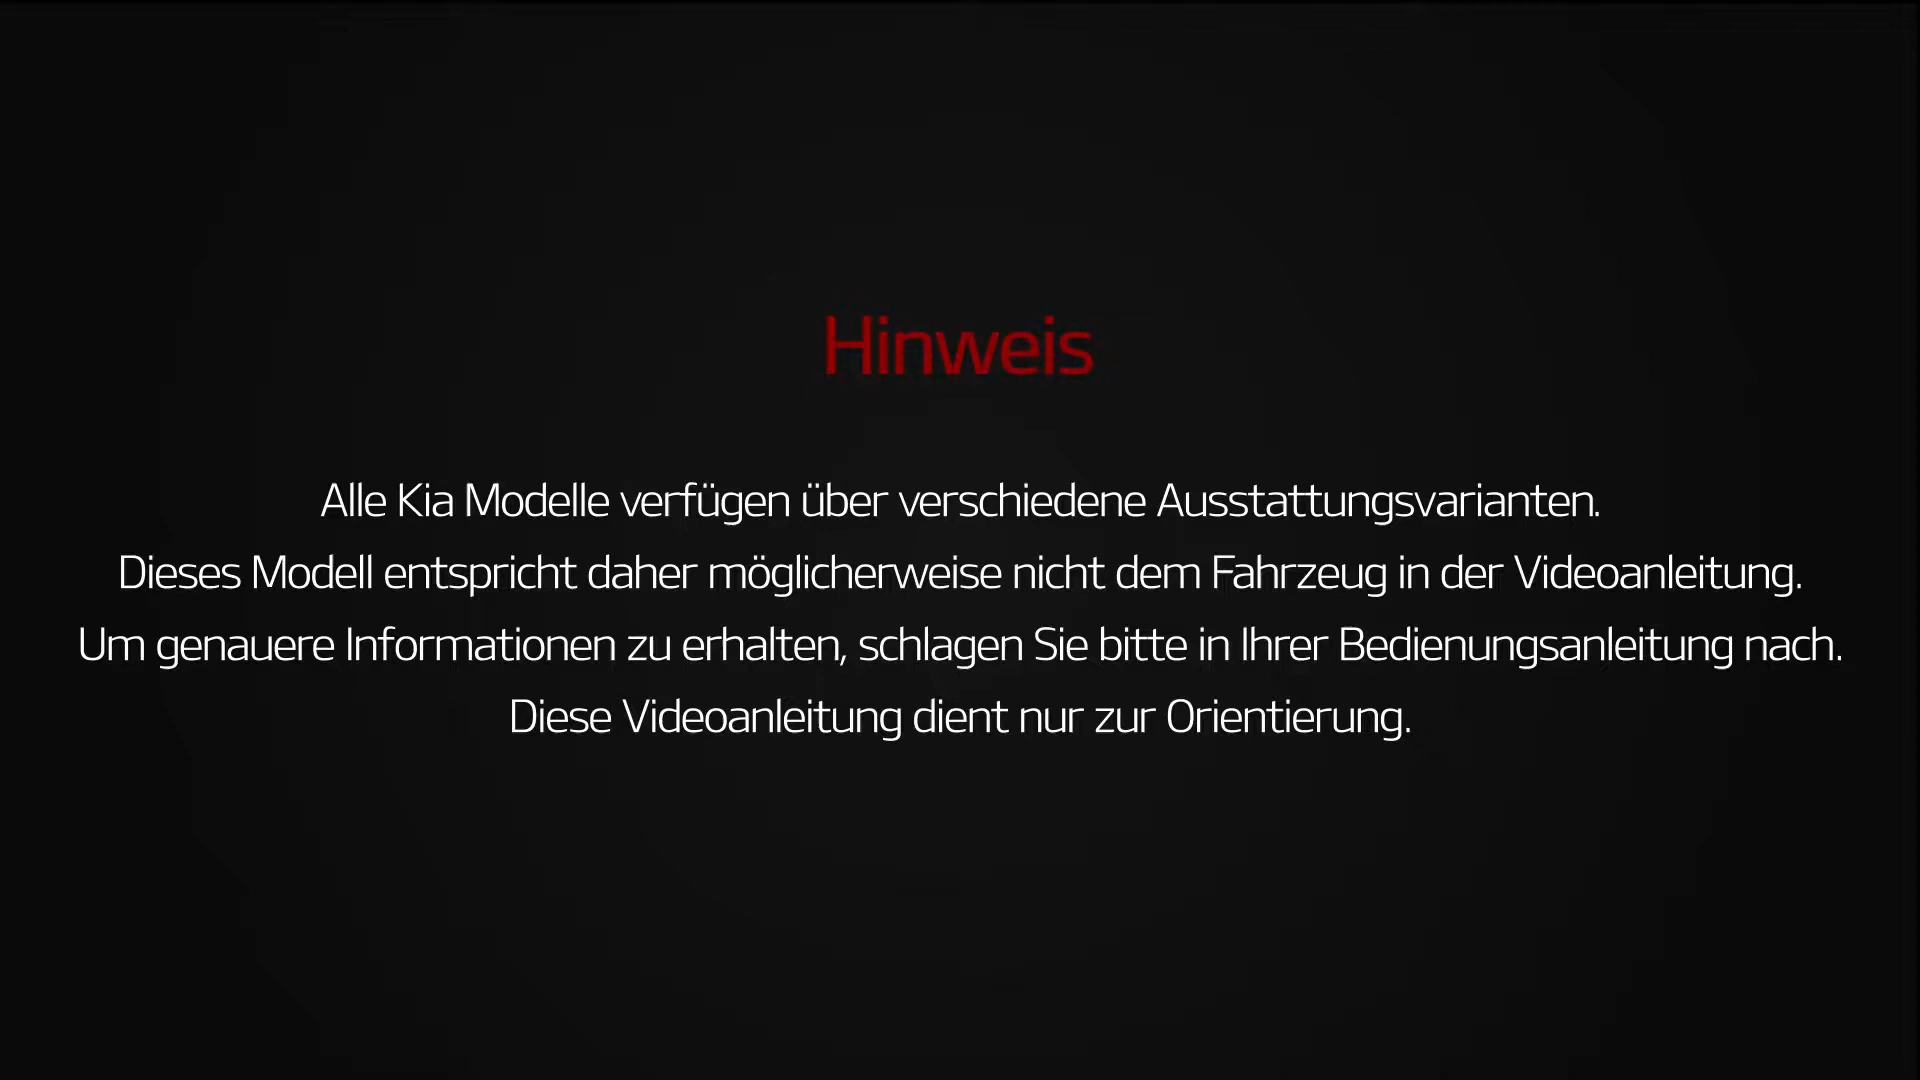 Hinweis
Alle Kia Modelle verfügen über verschiedene Ausstattungsvarianten.
Dieses Modell entspricht daher möglicherweise nicht dem Fahrzeug in der Videoanleitung.
Um genauere Informationen zu erhalten, schlagen Sie bitte in Ihrer Bedienungsanleitung nach.
Diese Videoanleitung dient nur zur Orientierung.